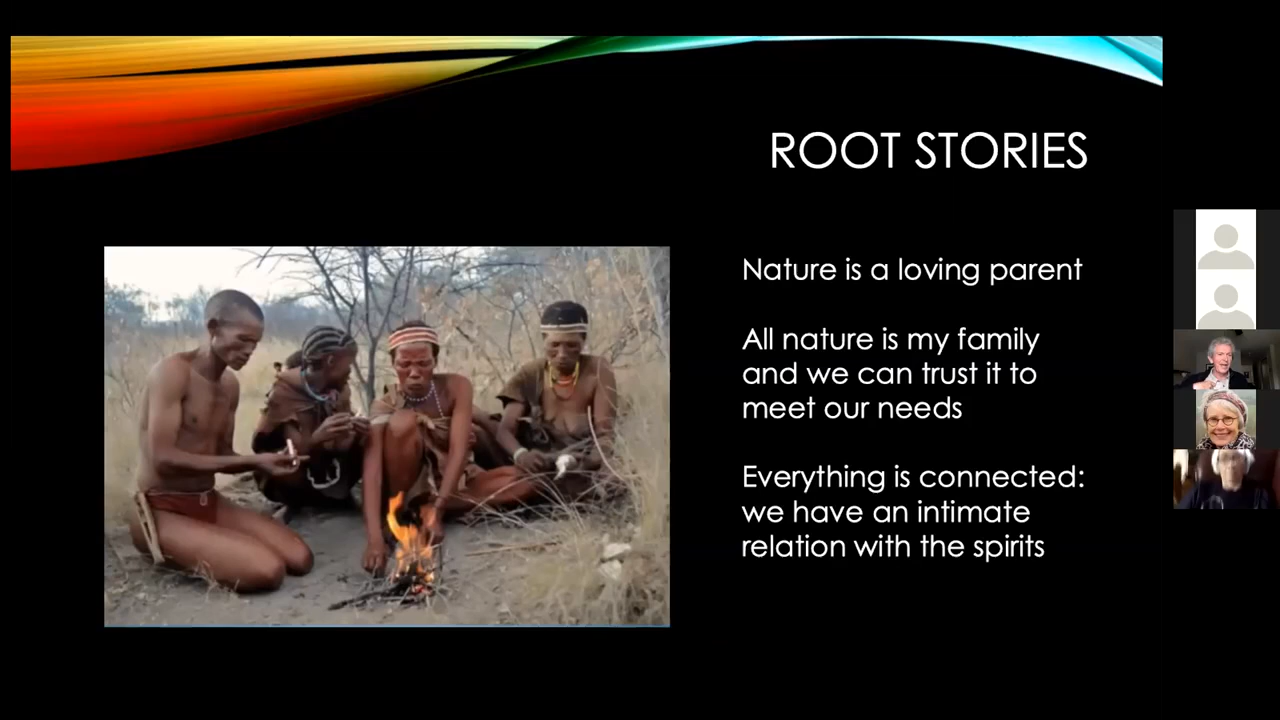 ROOT STORIES
Nature is a loving parent
All nature is my family
and we can trust it to
meet our needs
Everything is connected:
we have an intimate
relation with the spirits